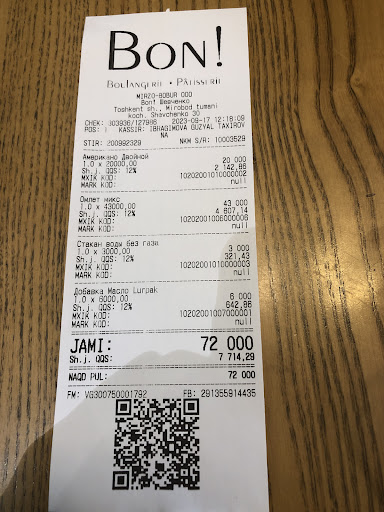 BON!
BOULANGERIE • PÂTISSERIE
MIRZO-BOBUR OOO
Bon! Шевченко
Toshkent sh., Mirobod tumani
koch. Shevchenko 30
CHEK: 303936/127986 2023-09-17 12:18:09
POS: 1 KASSIR: IBRAGIMOVA GUZYAL TAXIROV
NA
STIR: 200992329 NKM S/R: 10003529
Американо Двойной 20 000
1.0 x 20000,00
Sh.j. QQS: 12% 2 142,86
MXIK KOD: 10202001010000002
MARK KOD: null
Омлет микс 43 000
1.0 x 43000,00
Sh.j. QQS: 12% 4 607,14
MXIK KOD: 10202001006000006
MARK KOD: null
Стакан воды без газа 3 000
1.0 x 3000,00
Sh.j. QQS: 12% 321,43
MXIK KOD: 10202001010000003
MARK KOD: null
Добавка Масло Lurpak 6 000
1.0 x 6000,00
Sh.j. QQS: 12% 642,86
MXIK KOD: 10202001007000001
MARK KOD: null
JAMI: 72 000
Sh.j. QQS: 7 714,29
NAQD PUL: 72 000
FM: VG300750001792 FB: 291355914435